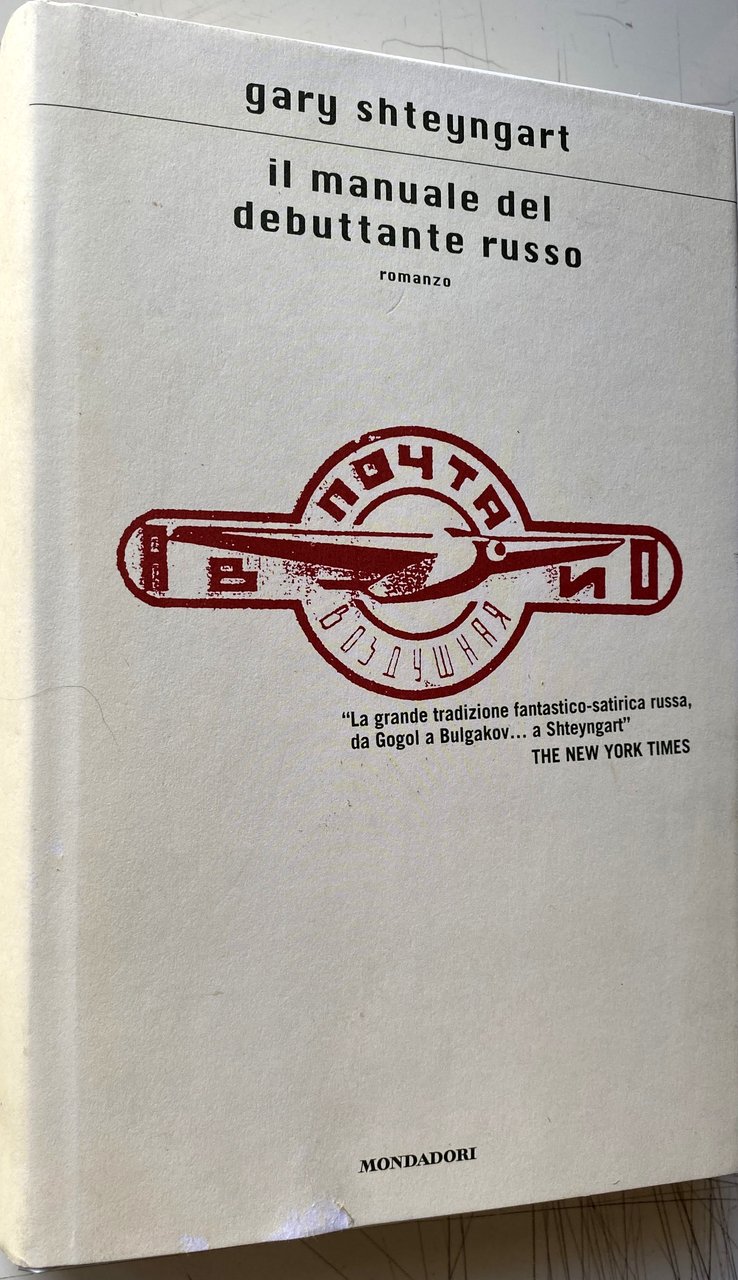 gary shteyngart
il manuale del
debuttante russo
romanzo
ПОЧТА
АВИО
ВОЗДУШНАЯ
“La grande tradizione fantastico-satirica russa,
da Gogol a Bulgakov... a Shteyngart”
THE NEW YORK TIMES
MONDADORI